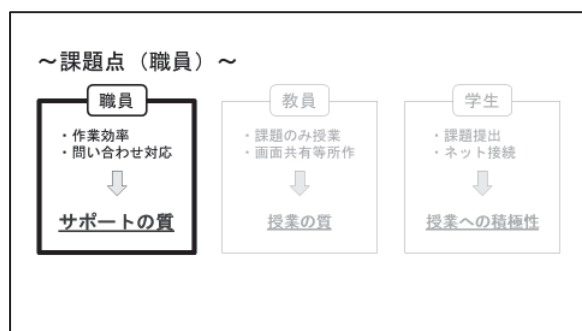 ～課題点（職員）～
職員
・作業効率
・問い合わせ対応
サポートの質
教員
・課題のみ授業
・画面共有等所作
授業の質
学生
・課題提出
・ネット接続
授業への積極性